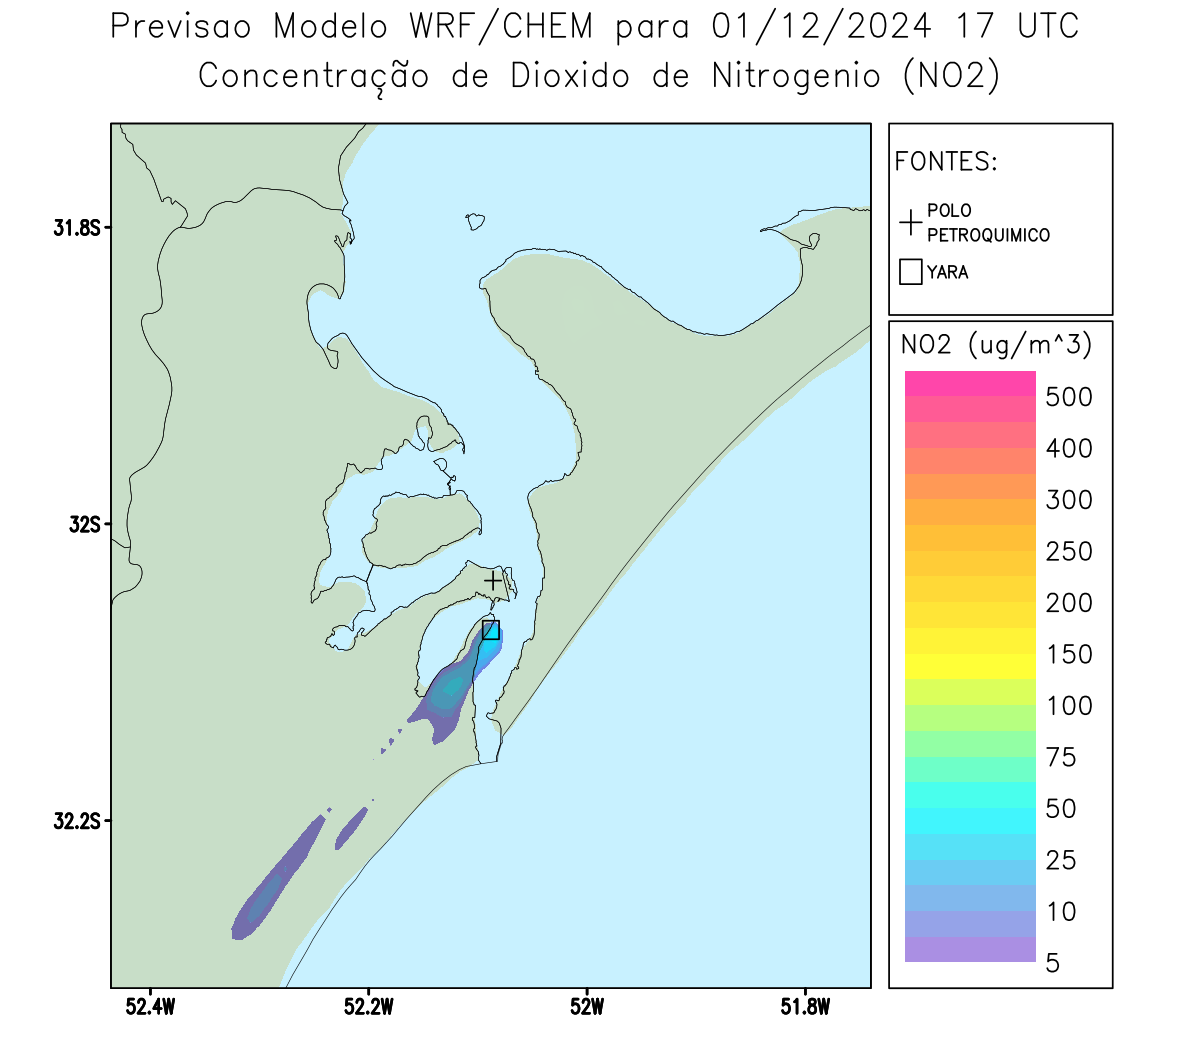 Previsao Modelo WRF/CHEM para 01/12/2024 17 UTC
Concentração de Dioxido de Nitrogenio (NO2)
FONTES:
POLO
PETROQUIMICO
YARA
NO2 (ug/m^3)
500
400
300
250
200
150
100
75
50
25
10
5
31.8S
32S
32.2S
52.4W
52.2W
52W
51.8W